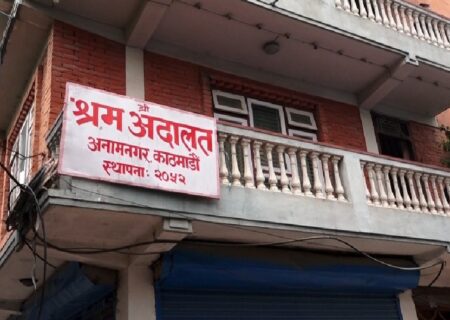 श्री
श्रम अदालत
अनामनगर, काठमाडौं
स्थापनाः २०५२